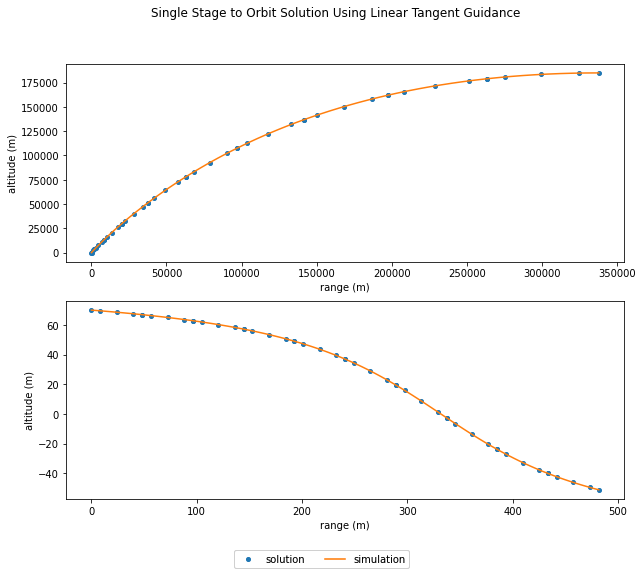 Single Stage to Orbit Solution Using Linear Tangent Guidance
175000
150000
125000
100000
75000
50000
25000
0
altitude (m)
0 50000 100000 150000 200000 250000 300000 350000
range (m)
60
40
20
0
−20
−40
altitude (m)
0 100 200 300 400 500
range (m)
solution simulation